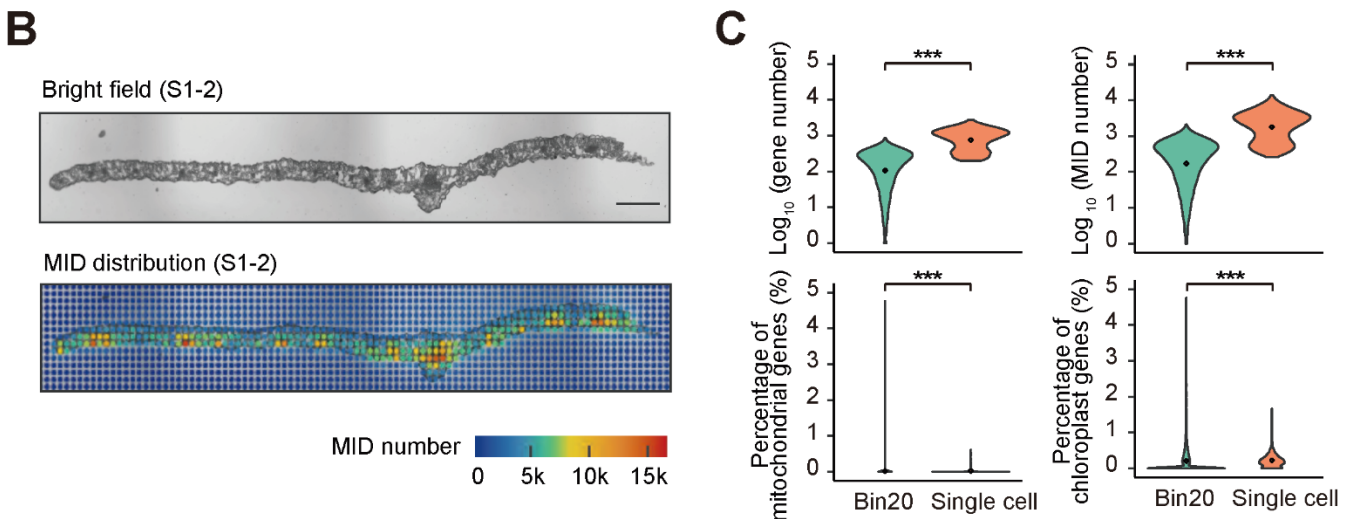 B
Bright field (S1-2)
MID distribution (S1-2)
MID number
0 5k 10k 15k
C
Log10 (gene number)
5
4
3
2
1
0
***
Log10 (MID number)
5
4
3
2
1
0
***
Percentage of
mitochondrial genes (%)
5
4
3
2
1
0
***
Bin20 Single cell
Percentage of
chloroplast genes (%)
5
4
3
2
1
0
***
Bin20 Single cell